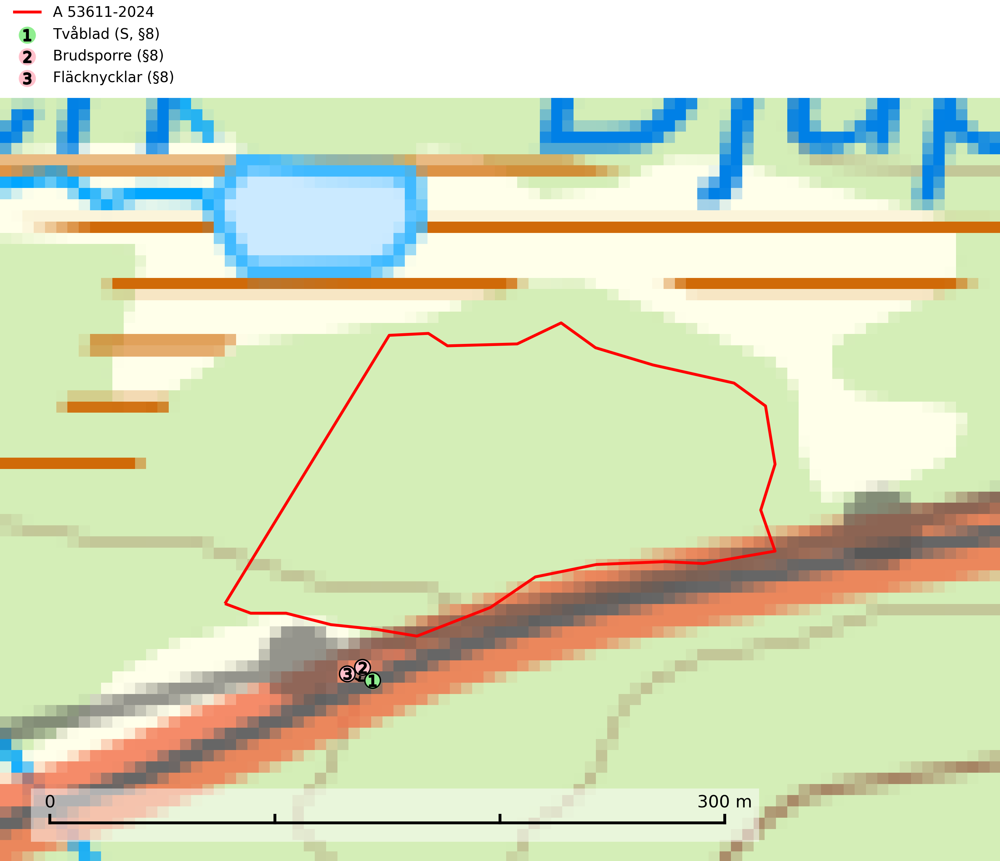 A 53611-2024
1 Tvåblad (S, §8)
2 Brudsporre (§8)
3 Fläcknycklar (§8)
2
3
1
0 300 m